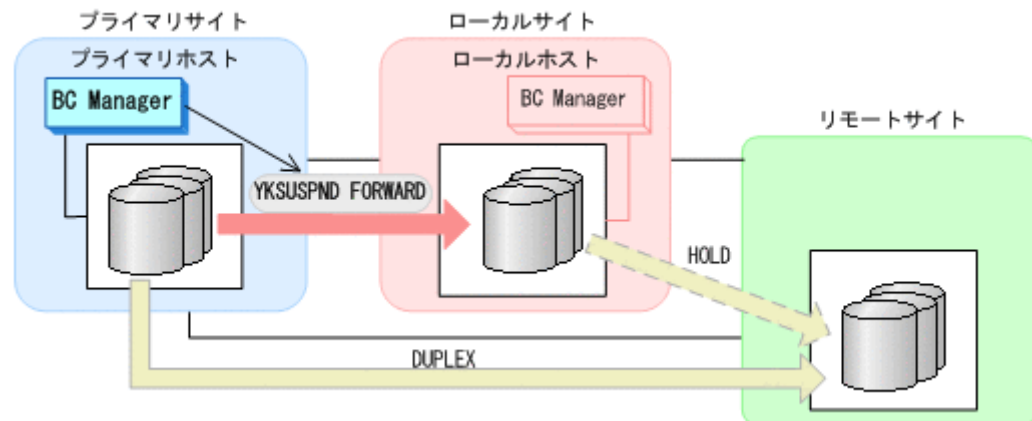 プライマリサイト
ローカルサイト
プライマリホスト
ローカルホスト
BC Manager
BC Manager
リモートサイト
YKSUSPND FORWARD
HOLD
DUPLEX